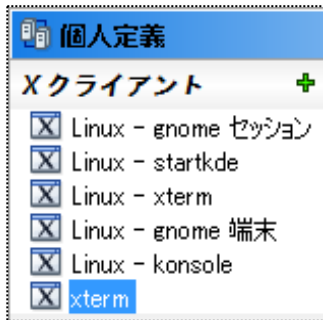 個人定義
Xクライアント
Linux - gnome セッション
Linux - startkde
Linux - xterm
Linux - gnome 端末
Linux - konsole
xterm